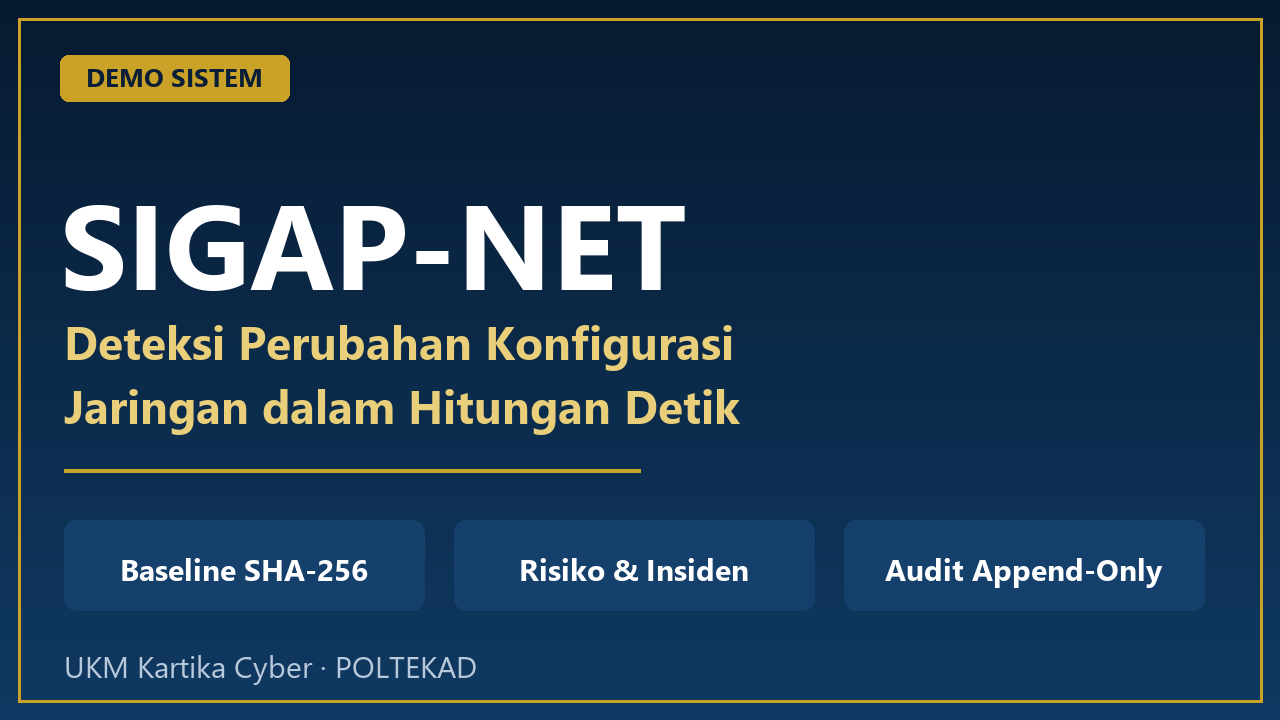 DEMO SISTEM
SIGAP-NET
Deteksi Perubahan Konfigurasi
Jaringan dalam Hitungan Detik
Baseline SHA-256
Risiko & Insiden
Audit Append-Only
UKM Kartika Cyber · POLTEKAD